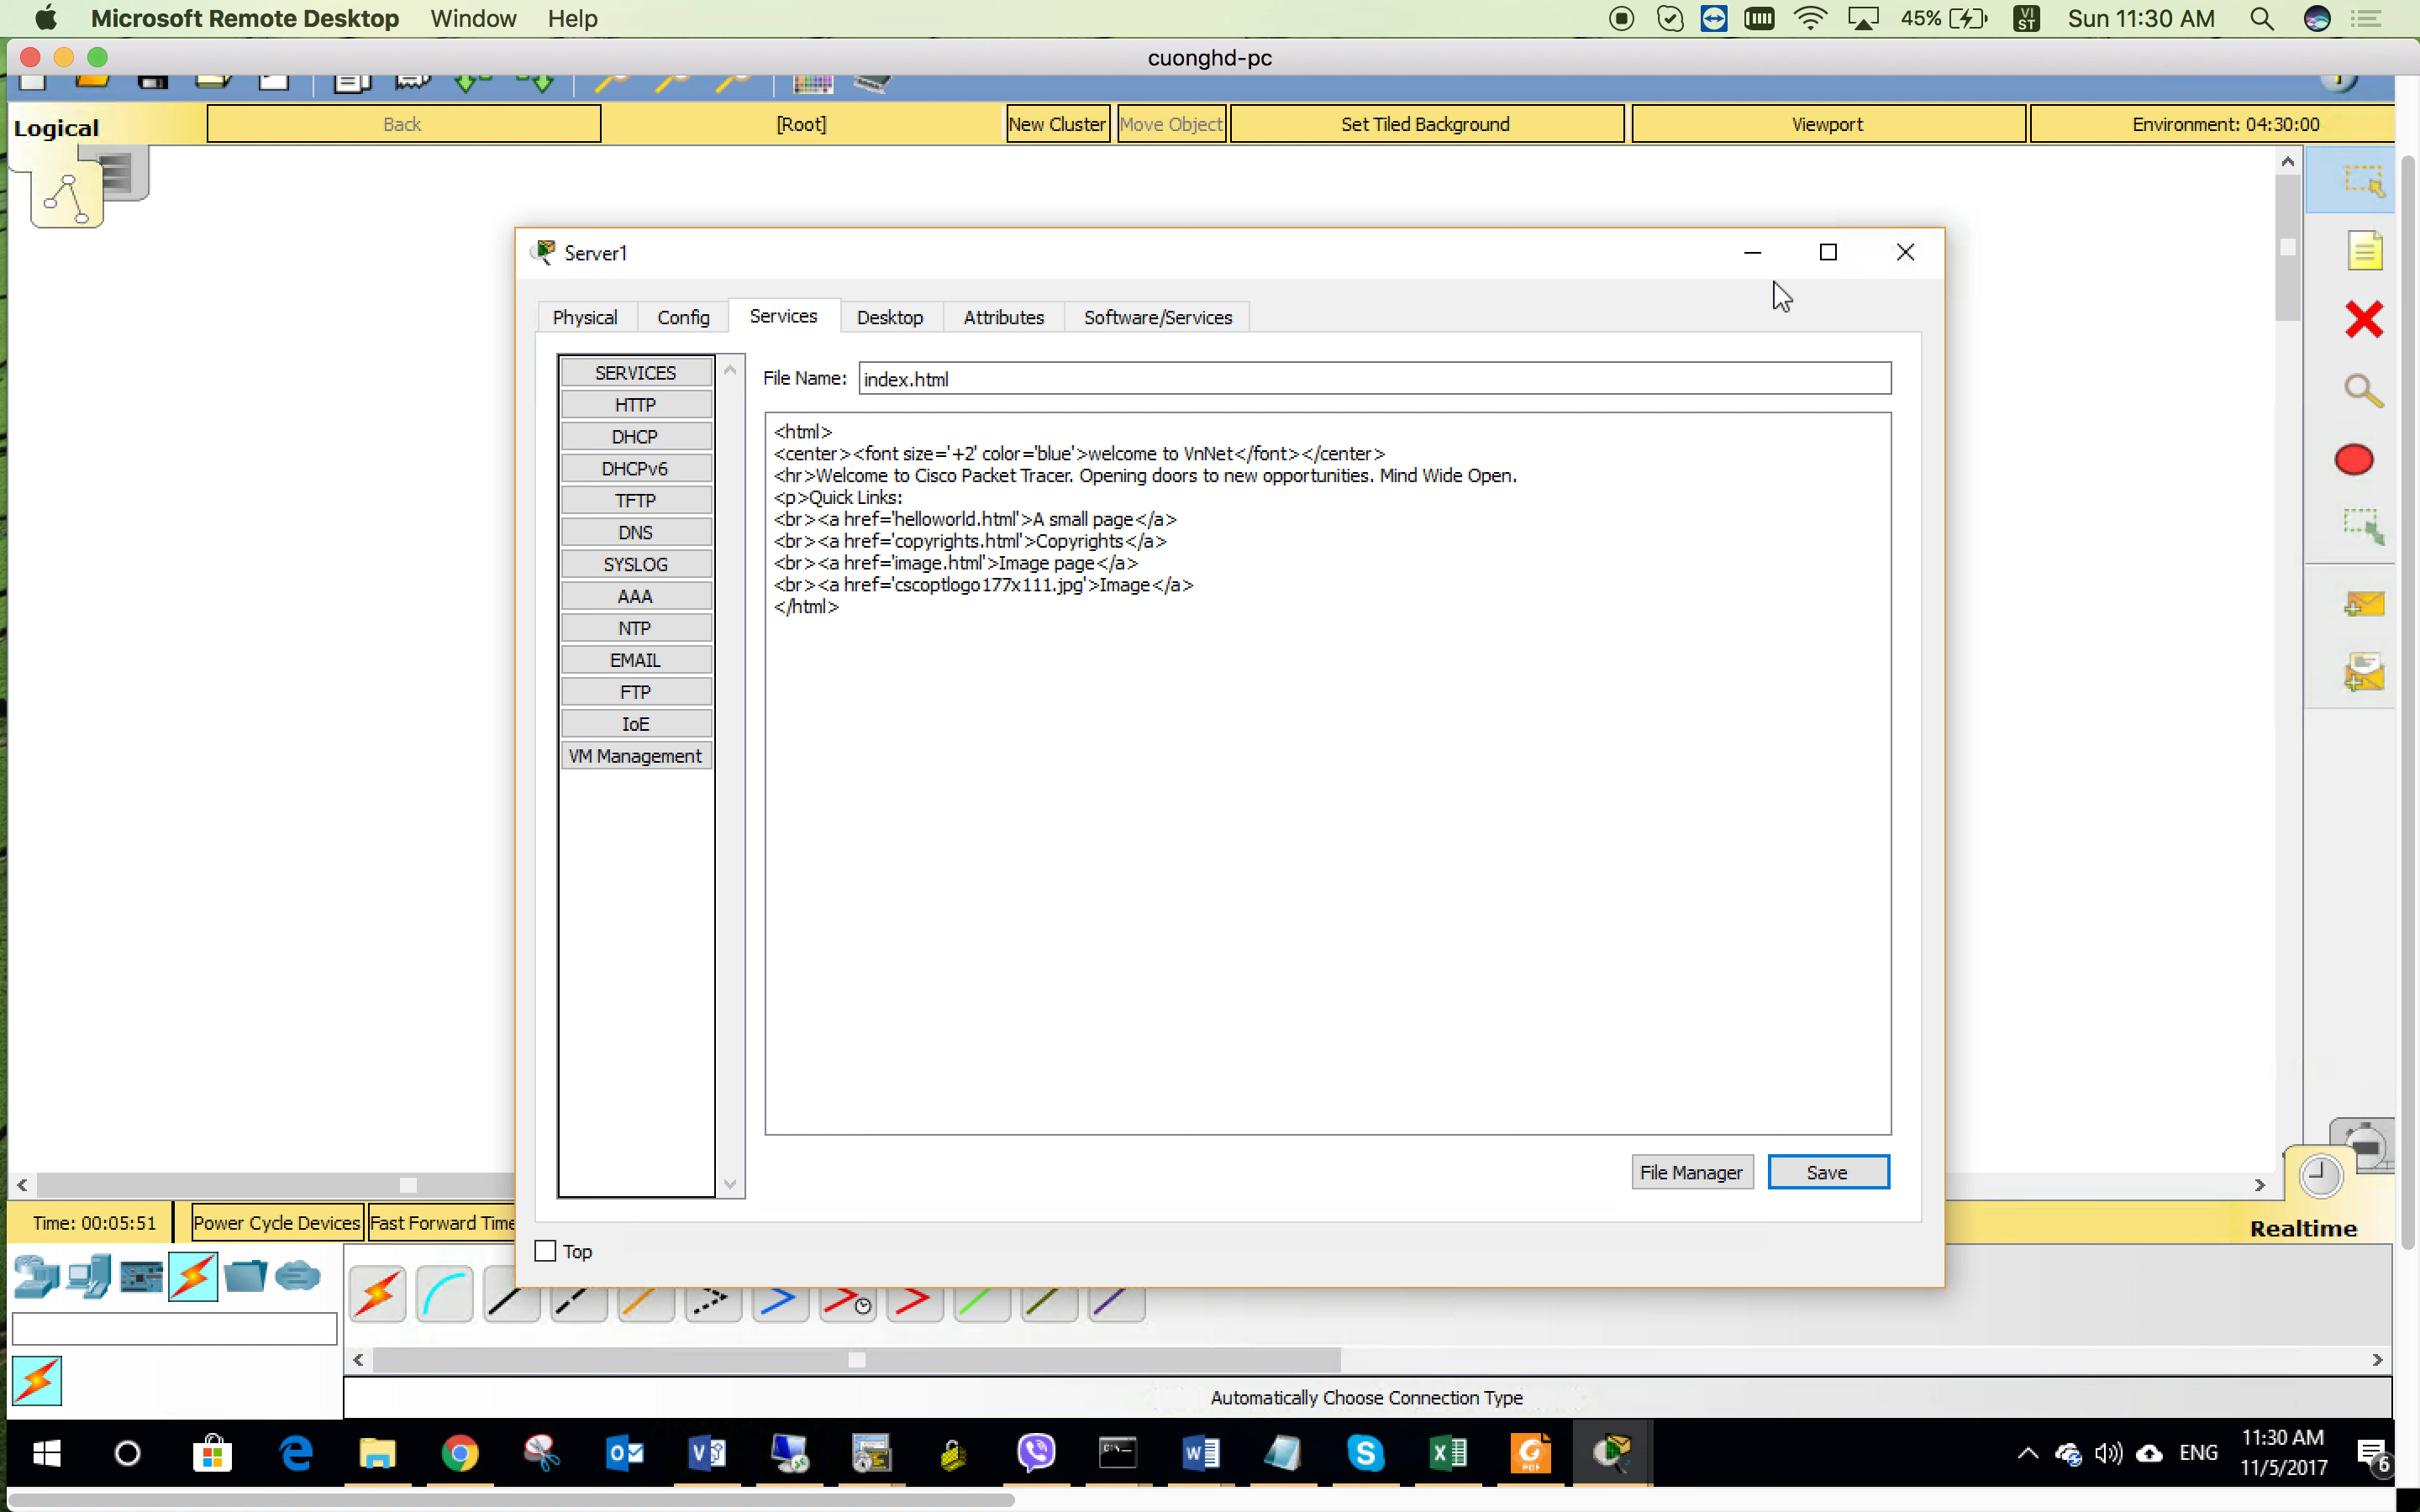 Microsoft Remote Desktop Window Help
45%
VI
ST
Sun 11:30 AM
cuonghd-pc
Logical
Back
[Root]
New Cluster
Move Object
Set Tiled Background
Viewport
Environment: 04:30:00
Server1
Physical
Config
Services
Desktop
Attributes
Software/Services
SERVICES
HTTP
DHCP
DHCPv6
TFTP
DNS
SYSLOG
AAA
NTP
EMAIL
FTP
IoE
VM Management
File Name:
index.html
<html>
<center><font size='+2' color='blue'>welcome to VnNet</font></center>
<hr>Welcome to Cisco Packet Tracer. Opening doors to new opportunities. Mind Wide Open.
<p>Quick Links:
<br><a href='helloworld.html'>A small page</a>
<br><a href='copyrights.html'>Copyrights</a>
<br><a href='image.html'>Image page</a>
<br><a href='cscoptlogo177x111.jpg'>Image</a>
</html>
File Manager
Save
Top
Time: 00:05:51
Power Cycle Devices
Fast Forward Time
Realtime
Automatically Choose Connection Type
ENG
11:30 AM
11/5/2017
6